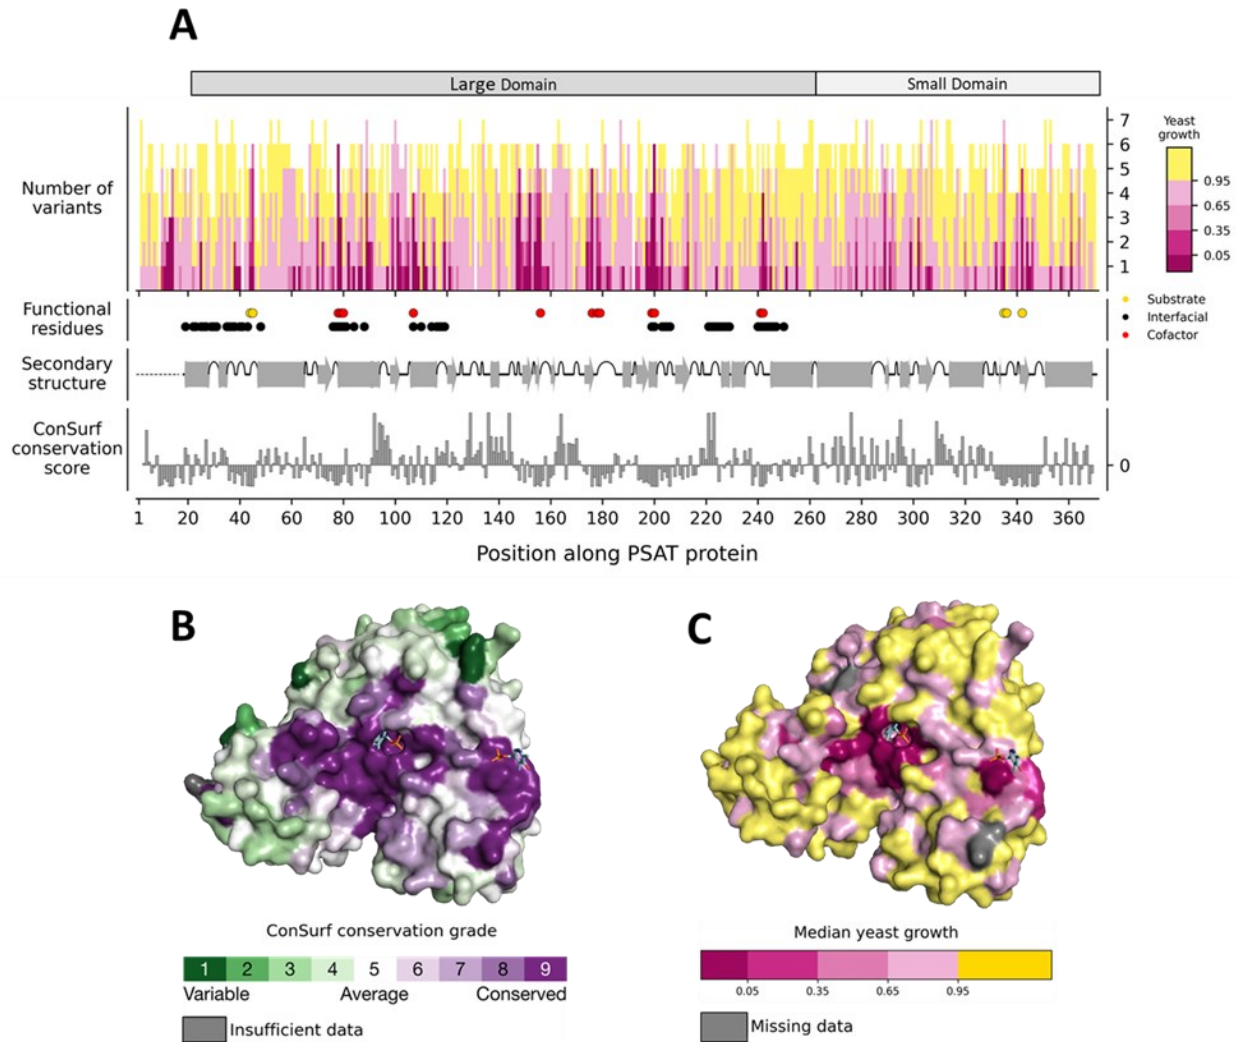 A
Large Domain
Small Domain
Number of
variants
7
6
5
4
3
2
1
Yeast
growth
0.95
0.65
0.35
0.05
Functional
residues
Substrate
Interfacial
Cofactor
Secondary
structure
ConSurf
conservation
score
0
1 20 40 60 80 100 120 140 160 180 200 220 240 260 280 300 320 340 360
Position along PSAT protein
B
C
ConSurf conservation grade
1 2 3 4 5 6 7 8 9
Variable Average Conserved
Insufficient data
Median yeast growth
0.05 0.35 0.65 0.95
Missing data